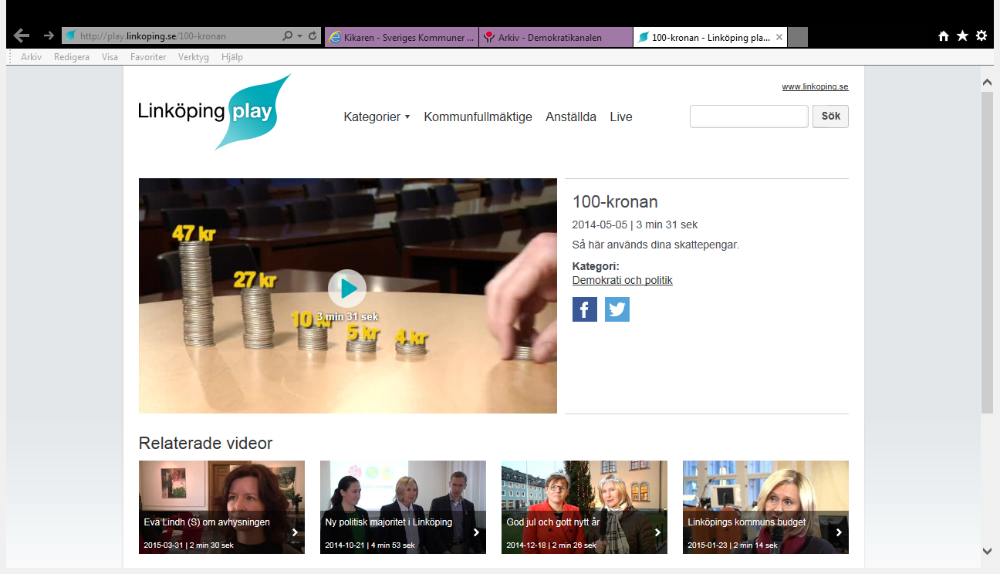 http://play.linkoping.se/100-kronan
Kikaren - Sveriges Kommuner ...
Arkiv - Demokratikanalen
100-kronan - Linköping pla...
Arkiv Redigera Visa Favoriter Verktyg Hjälp
www.linkoping.se
Linköping play
Kategorier Kommunfullmäktige Anställda Live
Sök
47 kr
27 kr
10 kr
5 kr
4 kr
3 min 31 sek
100-kronan
2014-05-05 | 3 min 31 sek
Så här används dina skattepengar.
Kategori:
Demokrati och politik
Relaterade videor
Eva Lindh (S) om avhysningen
2015-03-31 | 2 min 30 sek
Ny politisk majoritet i Linköping
2014-10-21 | 4 min 53 sek
God jul och gott nytt år
2014-12-18 | 2 min 26 sek
Linköpings kommuns budget
2015-01-23 | 2 min 14 sek